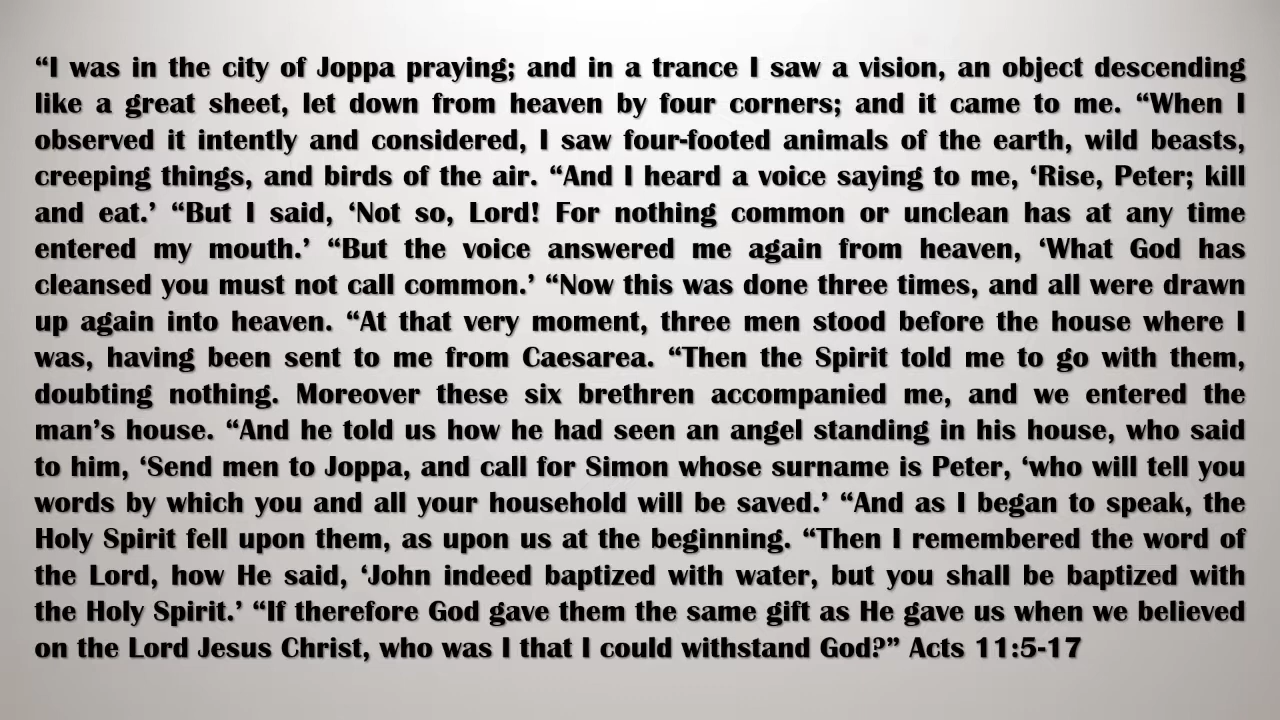 “I was in the city of Joppa praying; and in a trance I saw a vision, an object descending
like a great sheet, let down from heaven by four corners; and it came to me. “When I
observed it intently and considered, I saw four-footed animals of the earth, wild beasts,
creeping things, and birds of the air. “And I heard a voice saying to me, ‘Rise, Peter; kill
and eat.’ “But I said, ‘Not so, Lord! For nothing common or unclean has at any time
entered my mouth.’ “But the voice answered me again from heaven, ‘What God has
cleansed you must not call common.’ “Now this was done three times, and all were drawn
up again into heaven. “At that very moment, three men stood before the house where I
was, having been sent to me from Caesarea. “Then the Spirit told me to go with them,
doubting nothing. Moreover these six brethren accompanied me, and we entered the
man’s house. “And he told us how he had seen an angel standing in his house, who said
to him, ‘Send men to Joppa, and call for Simon whose surname is Peter, ‘who will tell you
words by which you and all your household will be saved.’ “And as I began to speak, the
Holy Spirit fell upon them, as upon us at the beginning. “Then I remembered the word of
the Lord, how He said, ‘John indeed baptized with water, but you shall be baptized with
the Holy Spirit.’ “If therefore God gave them the same gift as He gave us when we believed
on the Lord Jesus Christ, who was I that I could withstand God?” Acts 11:5-17